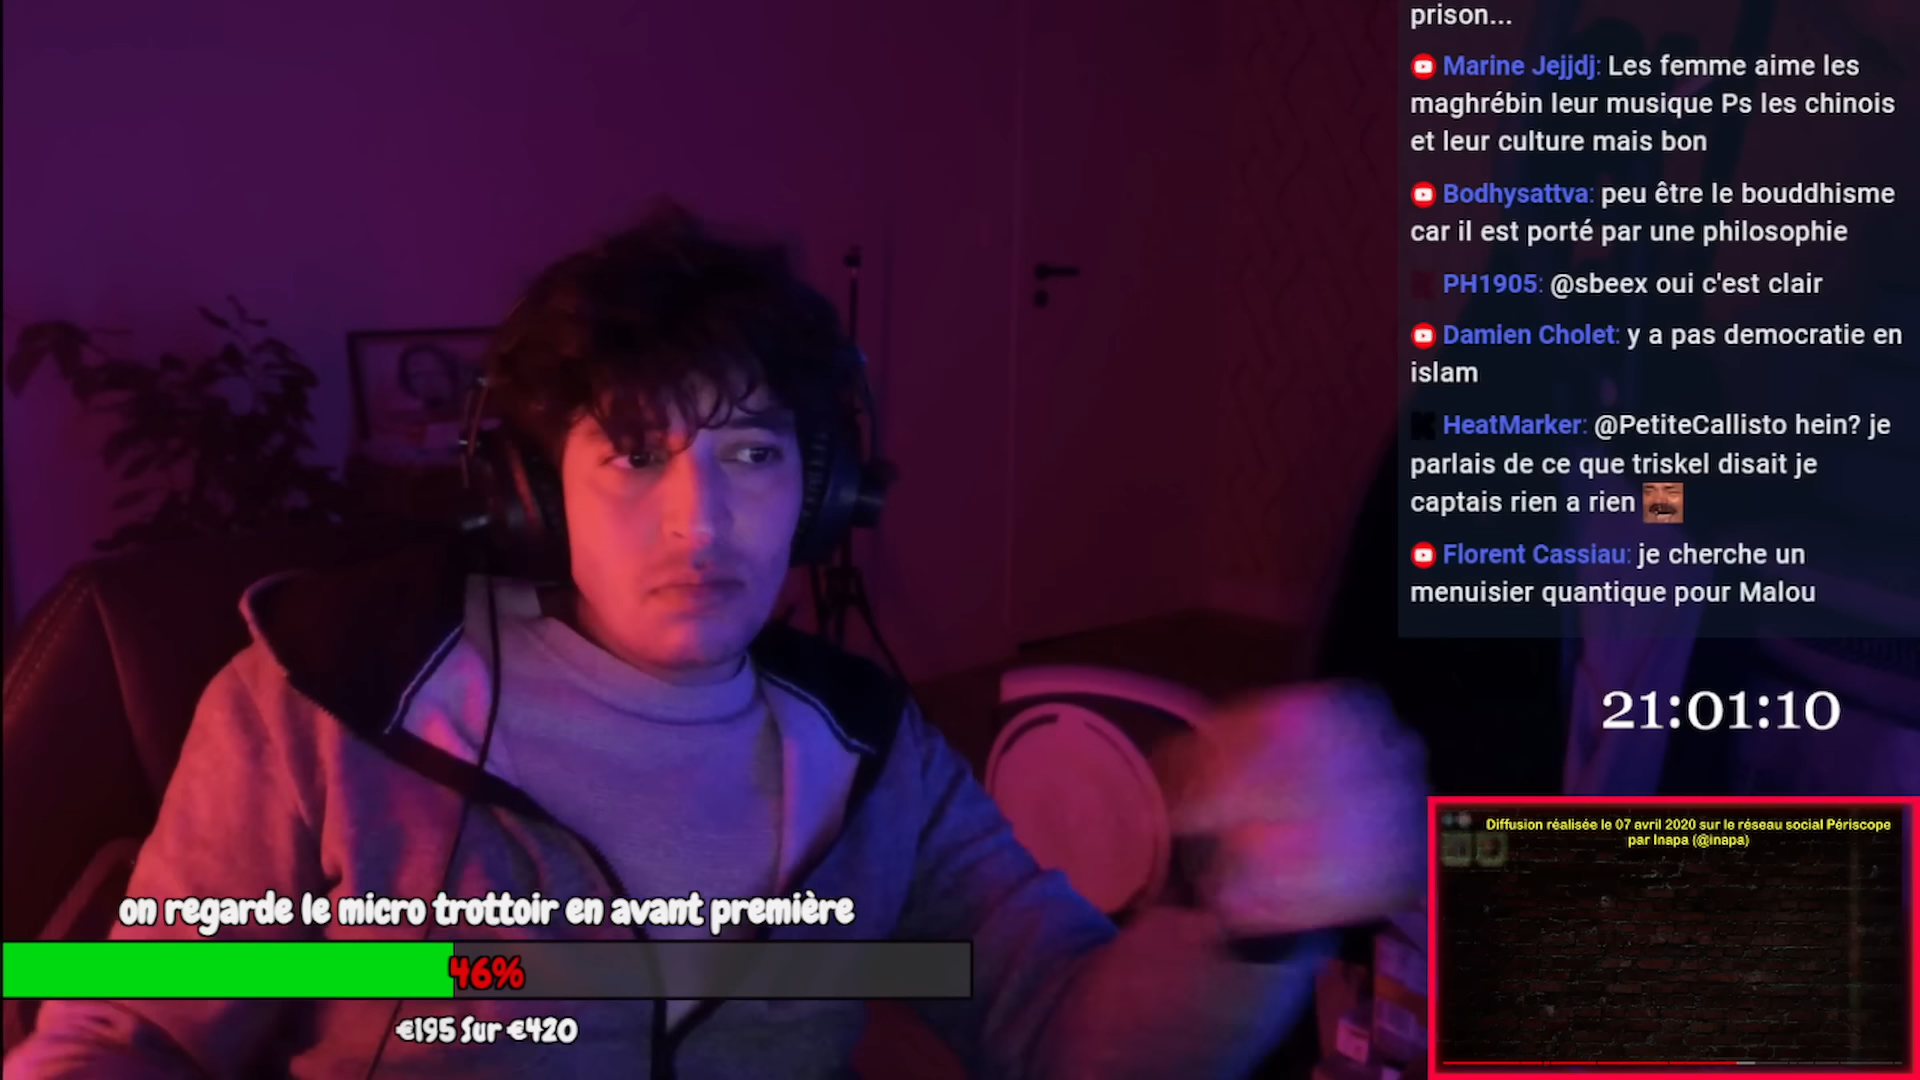 prison...
Marine Jejjdj: Les femme aime les
maghrébin leur musique Ps les chinois
et leur culture mais bon
Bodhysattva: peu être le bouddhisme
car il est porté par une philosophie
PH1905: @sbeex oui c'est clair
Damien Cholet: y a pas democratie en
islam
HeatMarker: @PetiteCallisto hein? je
parlais de ce que triskel disait je
captais rien a rien
Florent Cassiau: je cherche un
menuisier quantique pour Malou
21:01:10
Diffusion réalisée le 07 avril 2020 sur le réseau social Périscope
par Inapa (@inapa)
on regarde le micro trottoir en avant première
46%
€195 Sur €420